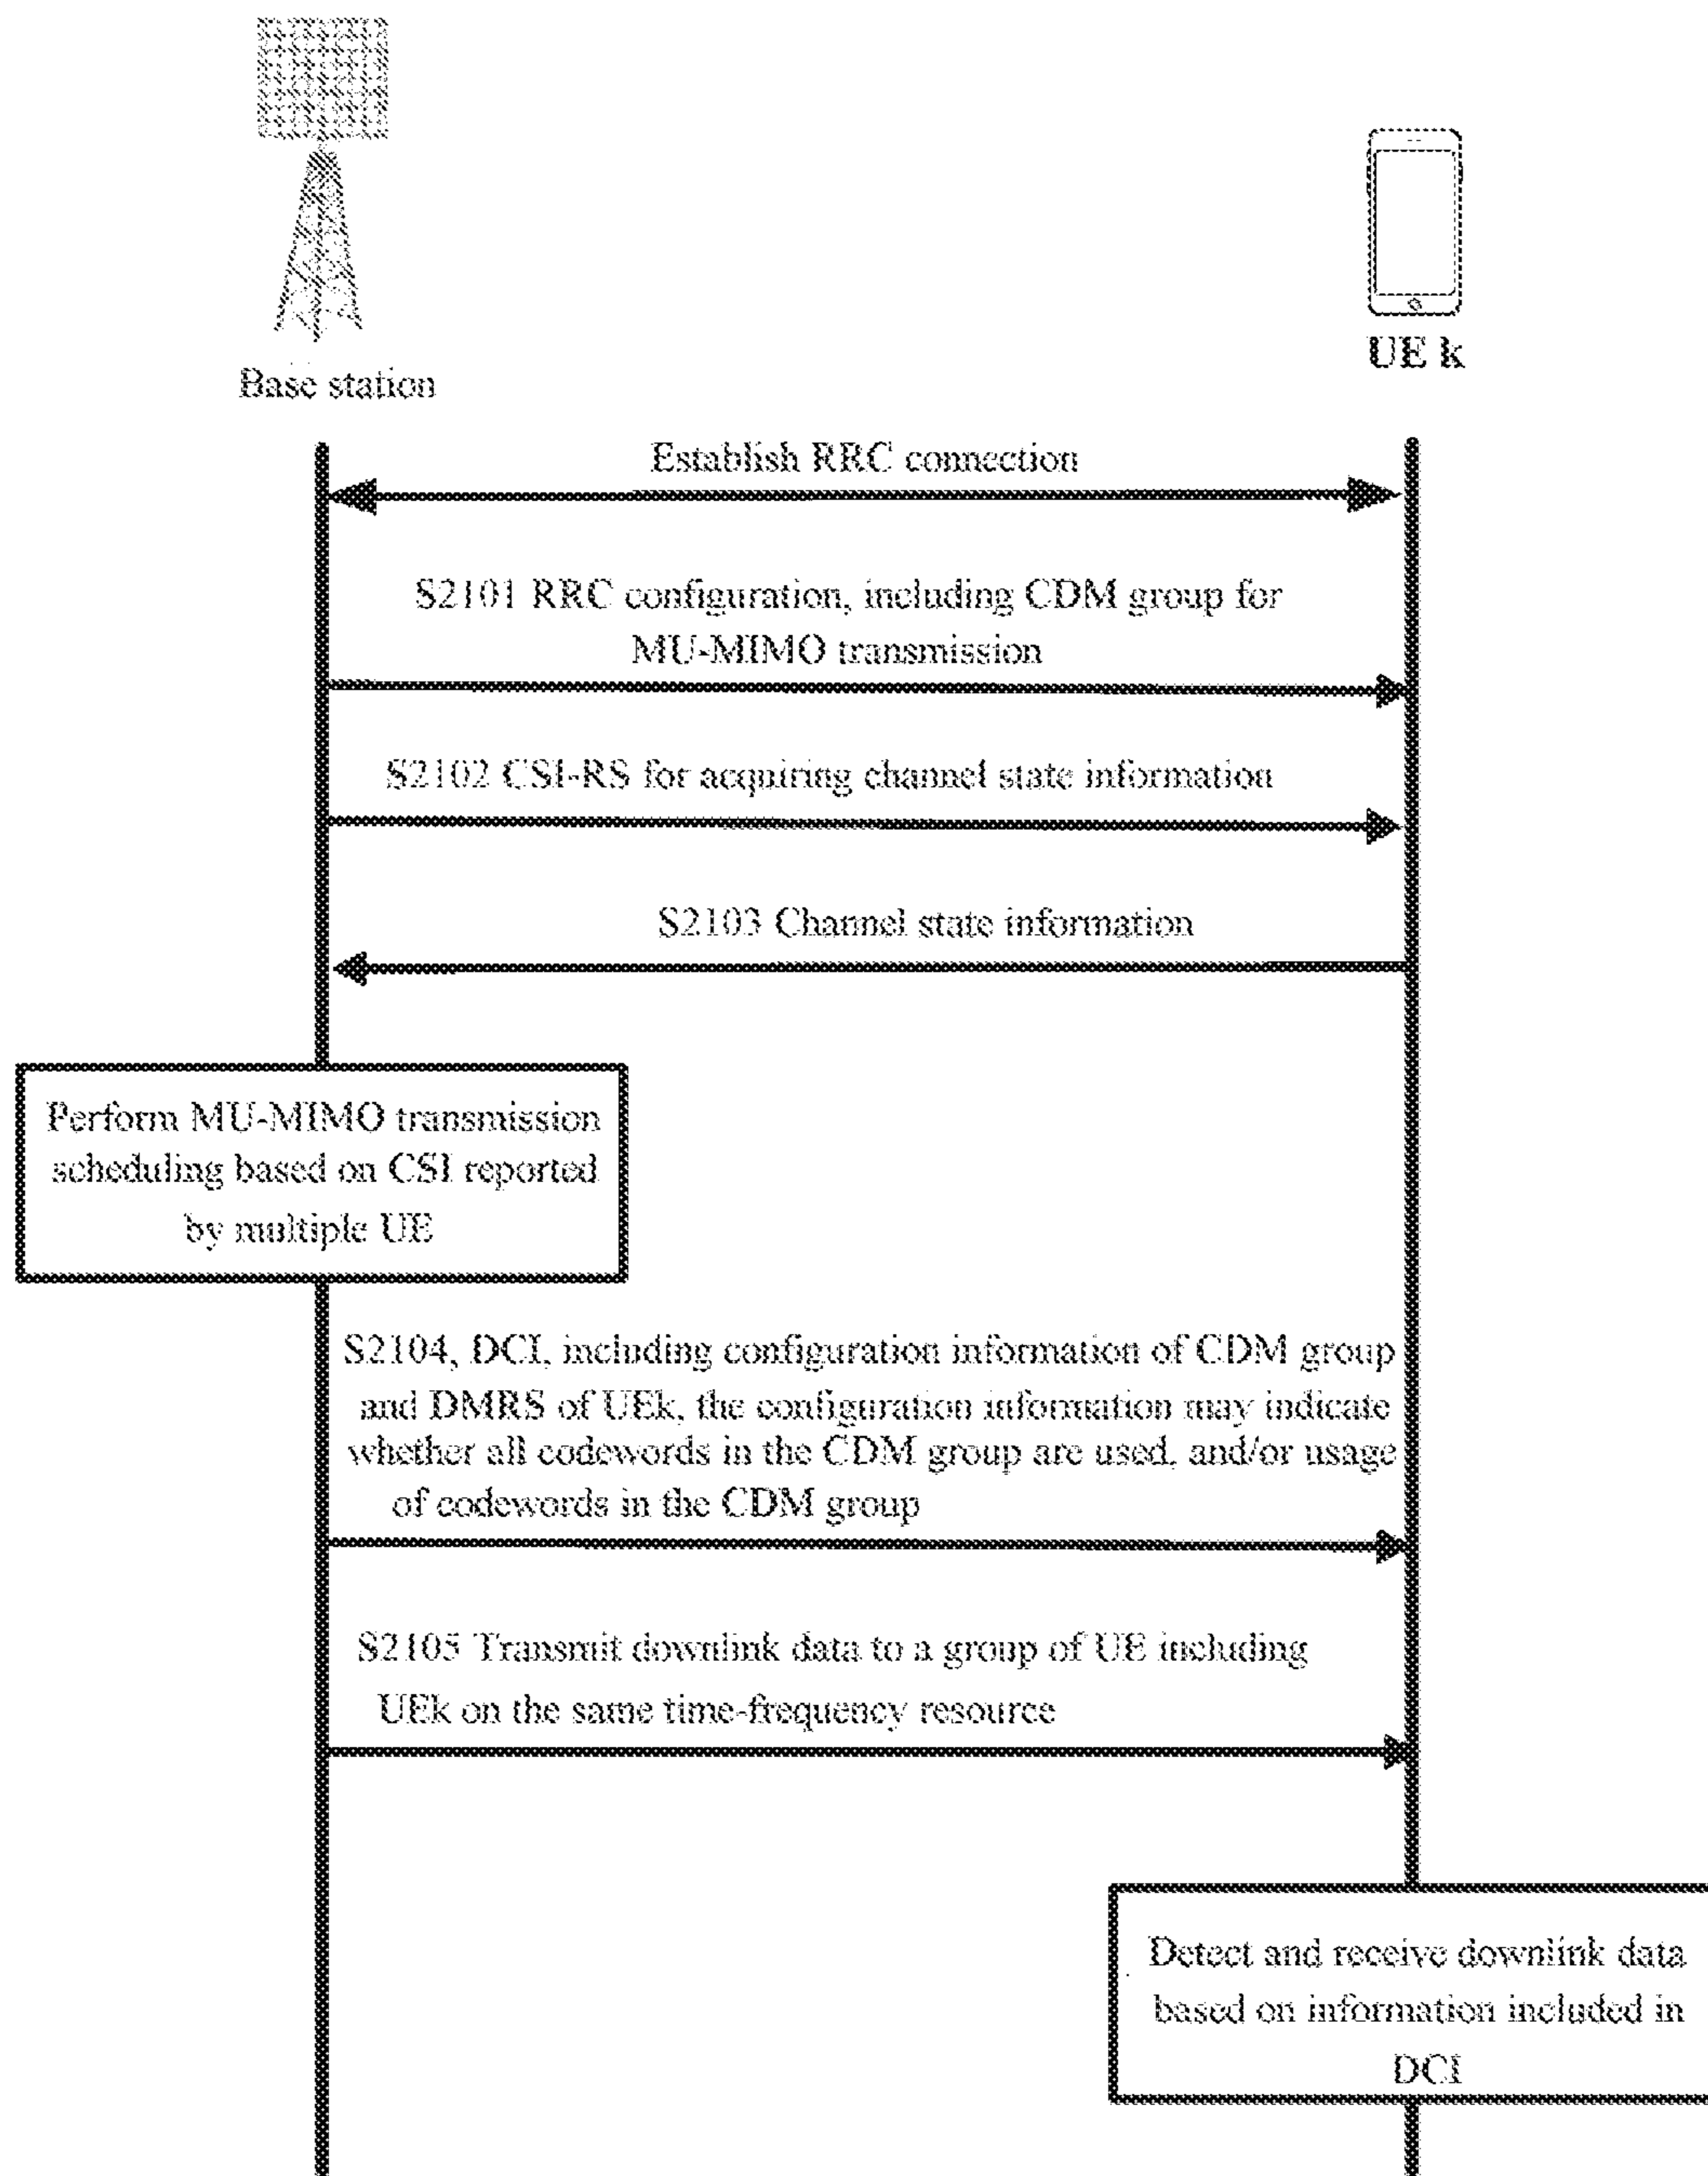 Base station
UE k
Establish RRC connection
S2101 RRC configuration, including CDM group for
MU-MIMO transmission
S2102 CSI-RS for acquiring channel state information
S2103 Channel state information
Perform MU-MIMO transmission
scheduling based on CSI reported
by multiple UE
S2104, DCI, including configuration information of CDM group
and DMRS of UEk, the configuration information may indicate
whether all codewords in the CDM group are used, and/or usage
of codewords in the CDM group
S2105 Transmit downlink data to a group of UE including
UEk on the same time-frequency resource
Detect and receive downlink data
based on information included in
DCI